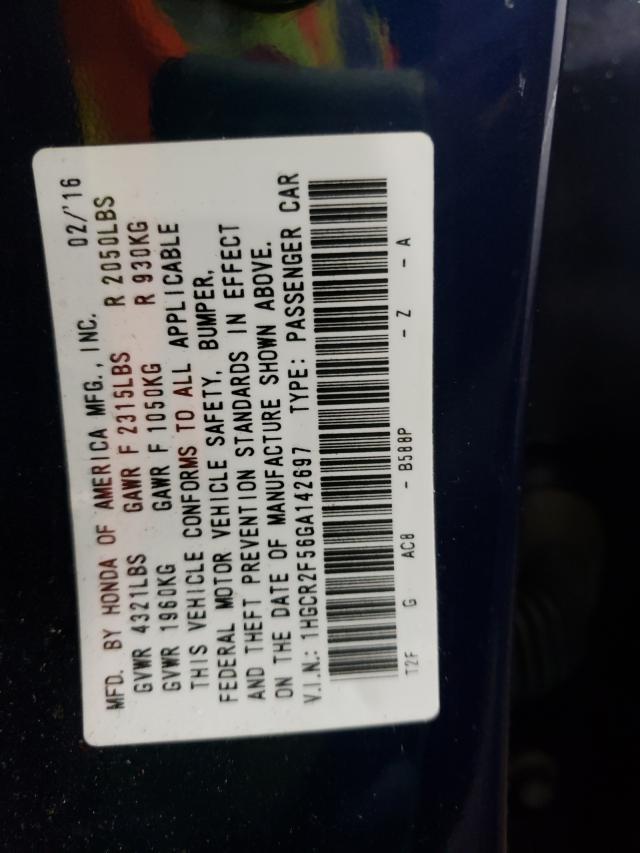 MFD. BY HONDA OF AMERICA MFG., INC. 02/'16
GVWR 4321LBS GAWR F 2315LBS R 2050LBS
GVWR 1960KG GAWR F 1050KG R 930KG
THIS VEHICLE CONFORMS TO ALL APPLICABLE
FEDERAL MOTOR VEHICLE SAFETY, BUMPER,
AND THEFT PREVENTION STANDARDS IN EFFECT
ON THE DATE OF MANUFACTURE SHOWN ABOVE.
V.I.N.: 1HGCR2F56GA142697 TYPE: PASSENGER CAR
T2F G AC8 - B588P - Z - A